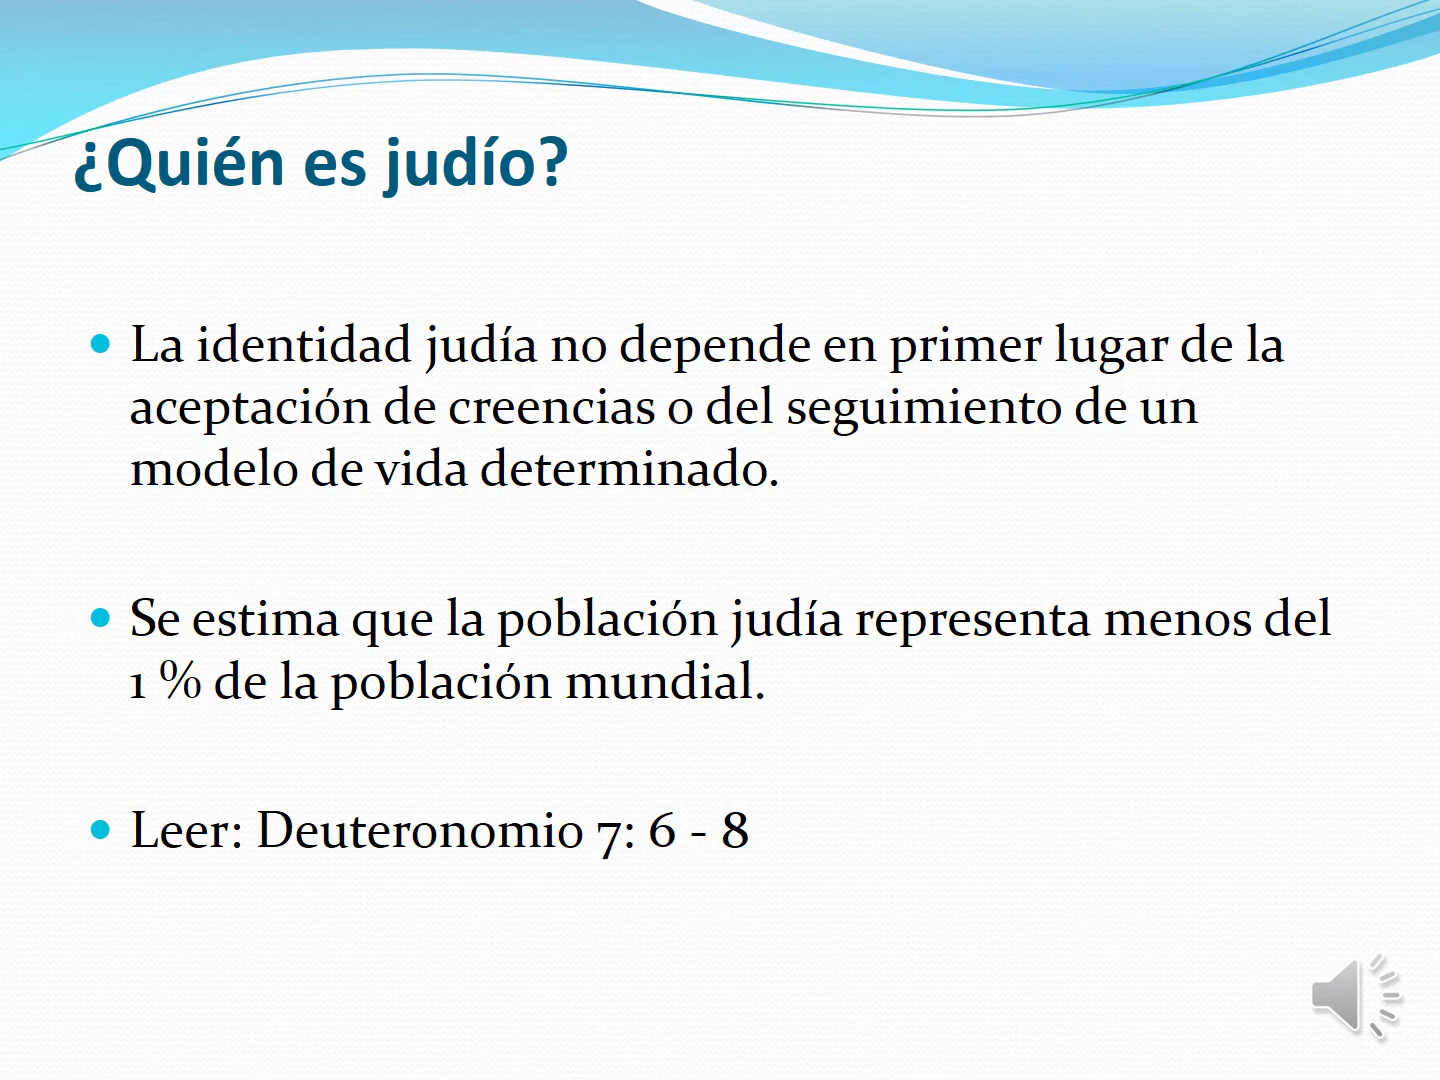 ¿Quién es judío?
• La identidad judía no depende en primer lugar de la
aceptación de creencias o del seguimiento de un
modelo de vida determinado.
• Se estima que la población judía representa menos del
1 % de la población mundial.
• Leer: Deuteronomio 7: 6 - 8